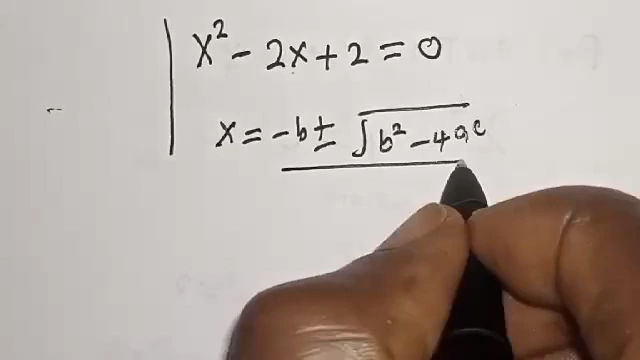 x² - 2x + 2 = 0
x = -b ± √b² - 4ac